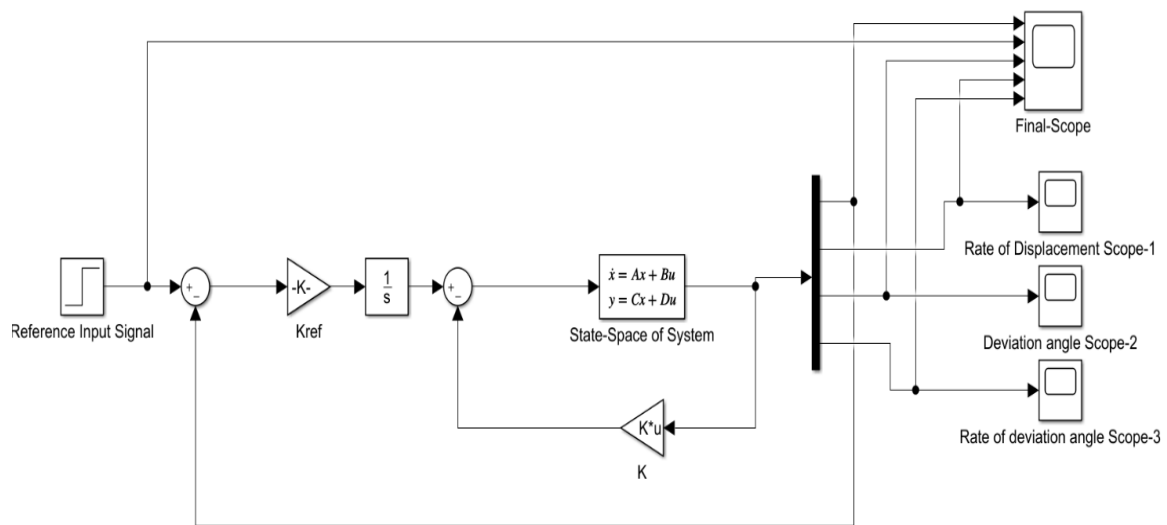 Final-Scope
Rate of Displacement Scope-1
+
−
-K-
1
s
+
−
ẋ = Ax + Bu
y = Cx + Du
Reference Input Signal
Kref
State-Space of System
Deviation angle Scope-2
K*u
K
Rate of deviation angle Scope-3